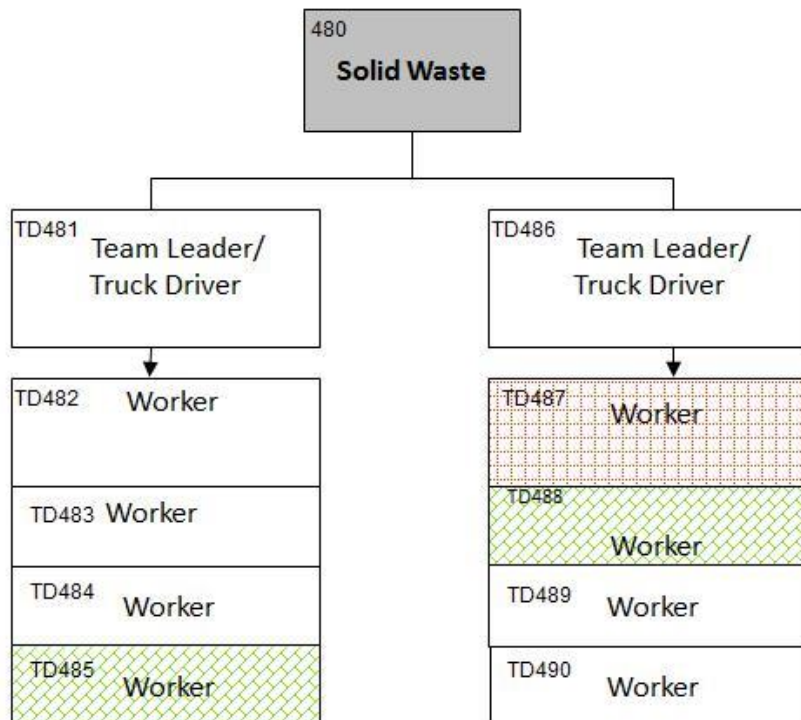 480
Solid Waste
TD481
Team Leader/
Truck Driver
TD482
Worker
TD483 Worker
TD484
Worker
TD485
Worker
TD486
Team Leader/
Truck Driver
TD487
Worker
TD488
Worker
TD489
Worker
TD490
Worker